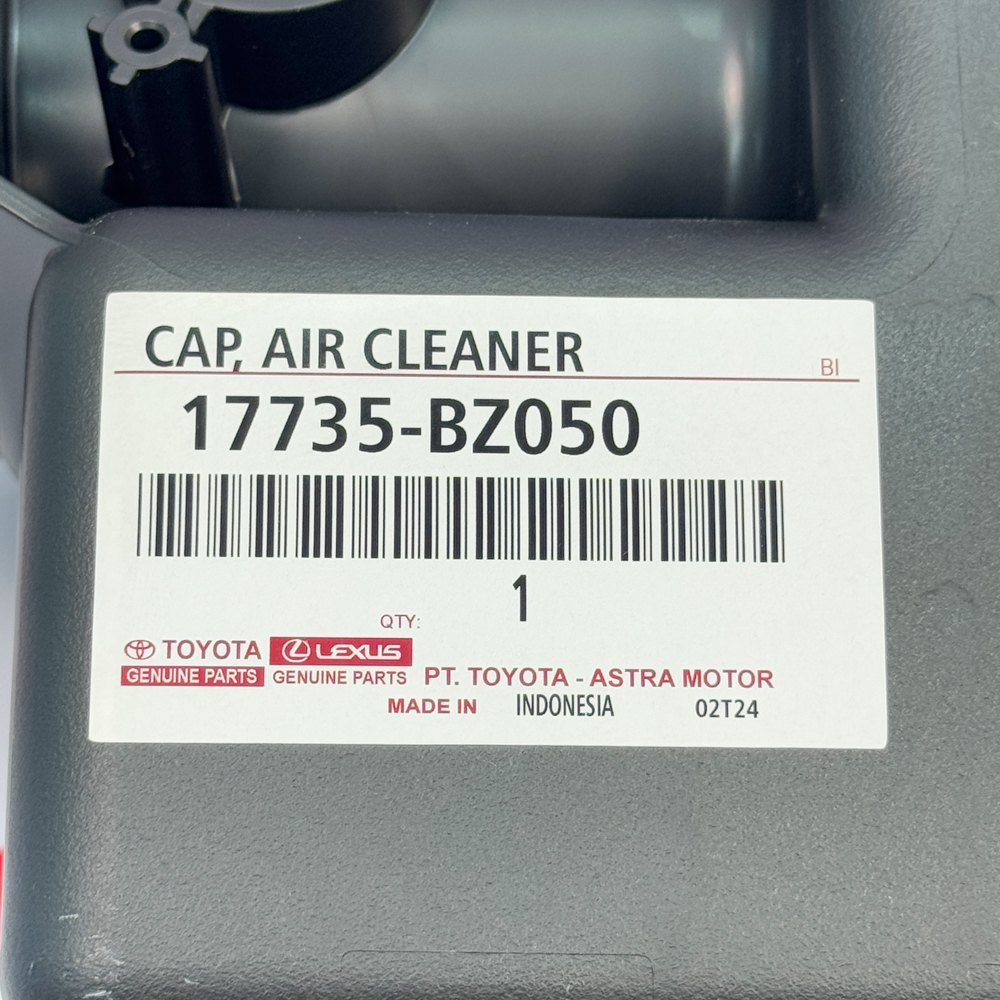 CAP, AIR CLEANER
BI
17735-BZ050
1
QTY:
TOYOTA LEXUS
GENUINE PARTS GENUINE PARTS PT. TOYOTA - ASTRA MOTOR
MADE IN INDONESIA 02T24